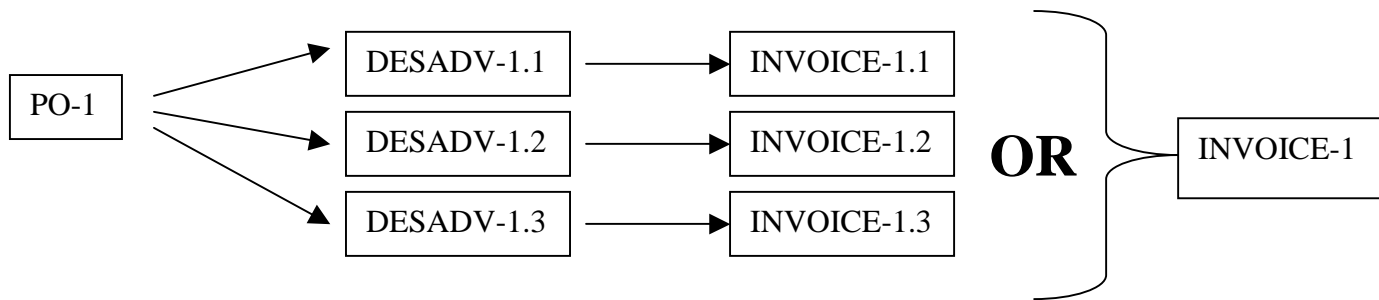 PO-1
DESADV-1.1
INVOICE-1.1
DESADV-1.2
INVOICE-1.2
DESADV-1.3
INVOICE-1.3
OR
INVOICE-1